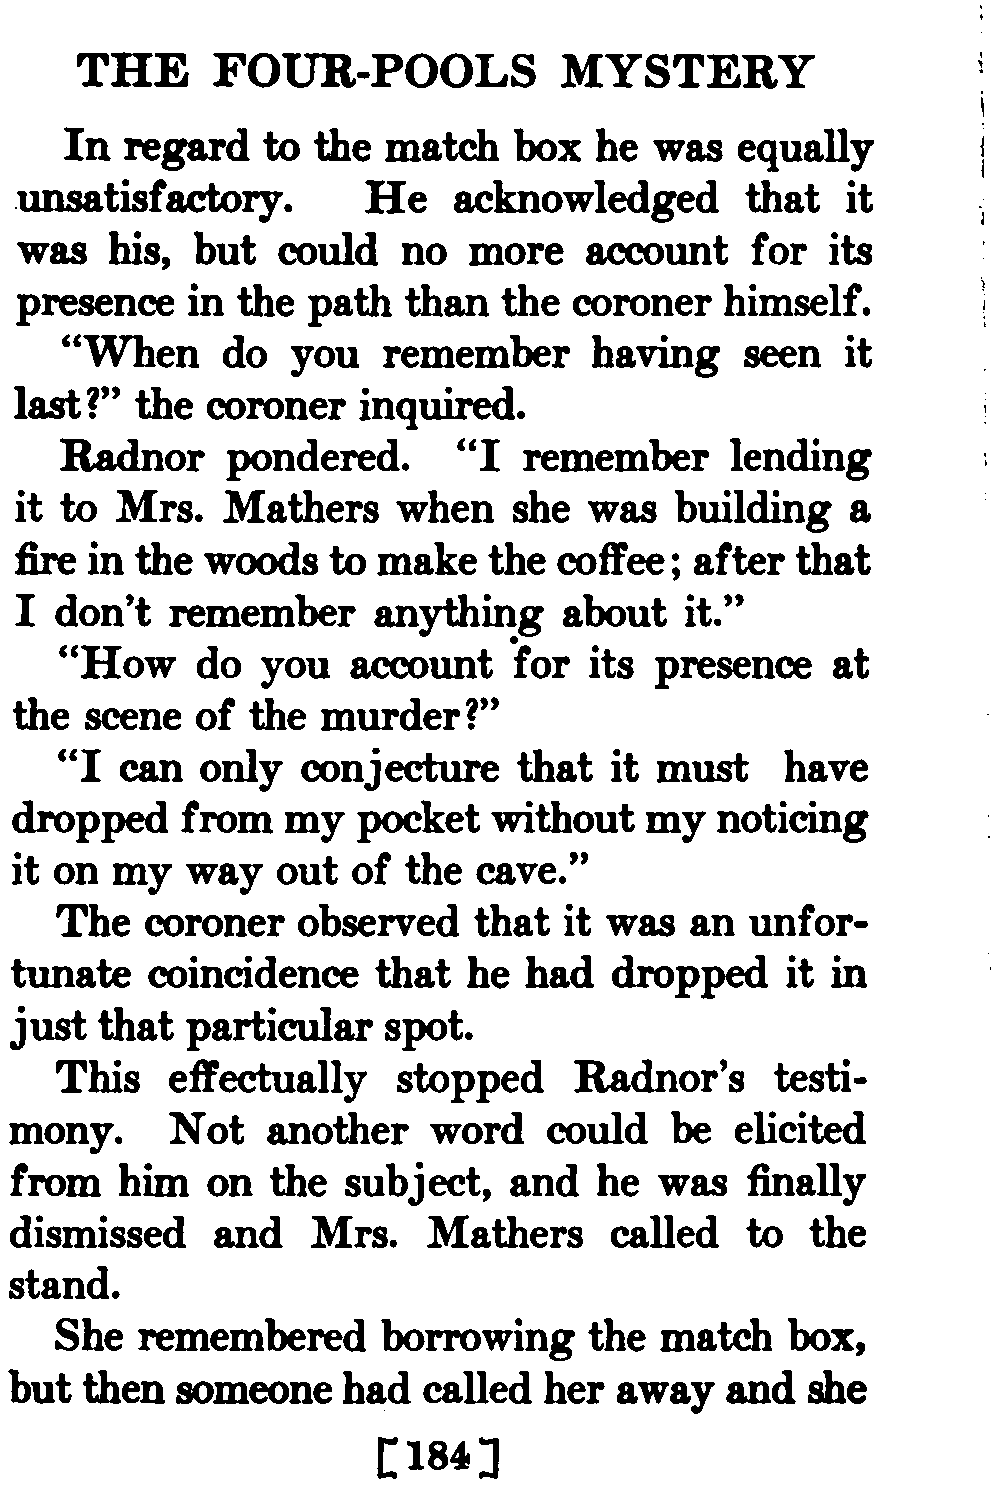 THE FOUR-POOLS MYSTERY
In regard to the match box he was equally
unsatisfactory. He acknowledged that it
was his, but could no more account for its
presence in the path than the coroner himself.
“When do you remember having seen it
last?” the coroner inquired.
Radnor pondered. “I remember lending
it to Mrs. Mathers when she was building a
fire in the woods to make the coffee; after that
I don't remember anything about it.”
“How do you account for its presence at
the scene of the murder?”
“I can only conjecture that it must have
dropped from my pocket without my noticing
it on my way out of the cave.”
The coroner observed that it was an unfor-
tunate coincidence that he had dropped it in
just that particular spot.
This effectually stopped Radnor's testi-
mony. Not another word could be elicited
from him on the subject, and he was finally
dismissed and Mrs. Mathers called to the
stand.
She remembered borrowing the match box,
but then someone had called her away and she
[184]